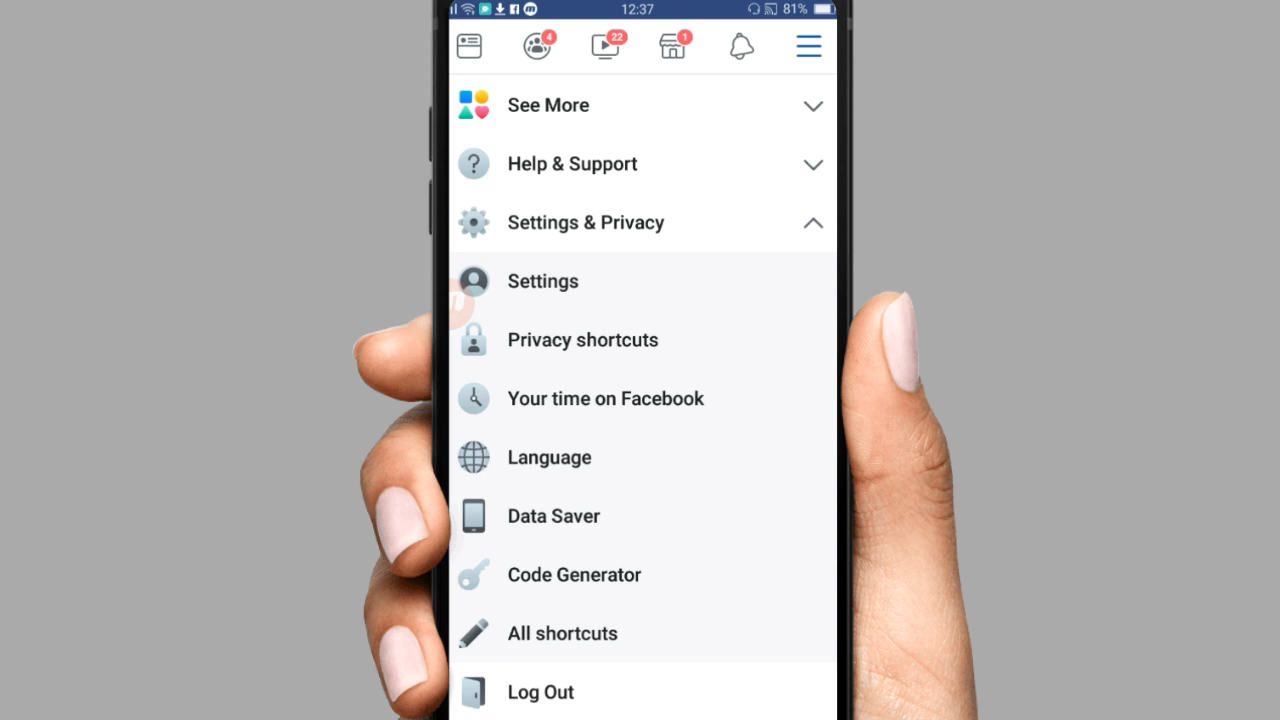 12:37
81%
4
22
1
See More
Help & Support
Settings & Privacy
Settings
Privacy shortcuts
Your time on Facebook
Language
Data Saver
Code Generator
All shortcuts
Log Out